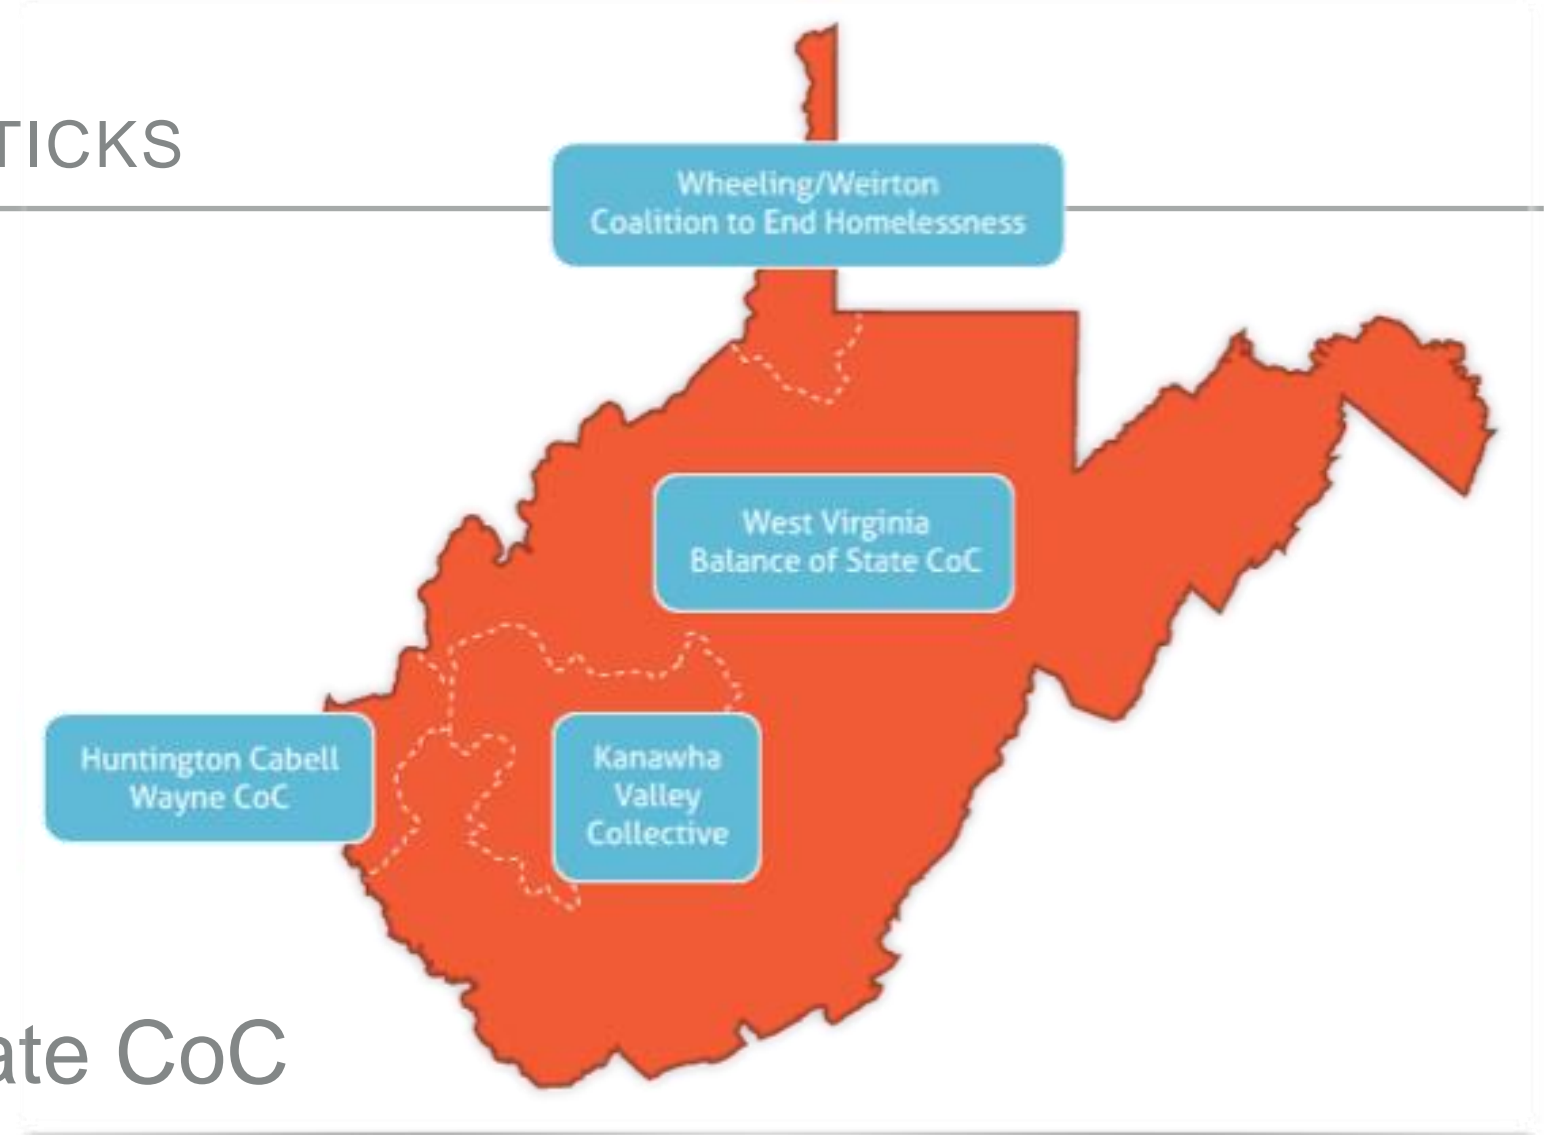 TICKS
Wheeling/Weirton
Coalition to End Homelessness
West Virginia
Balance of State CoC
Huntington Cabell
Wayne CoC
Kanawha
Valley
Collective
ate CoC